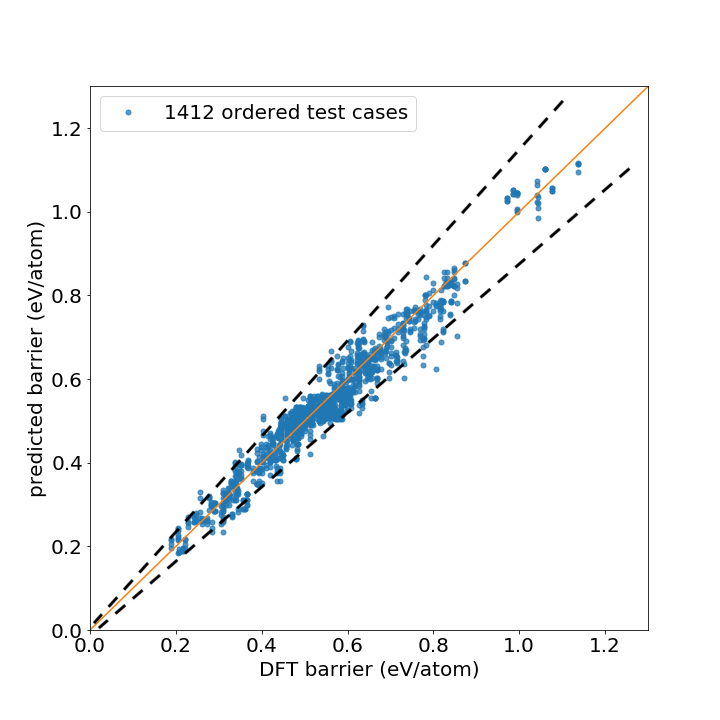 1412 ordered test cases
predicted barrier (eV/atom)
1.2
1.0
0.8
0.6
0.4
0.2
0.0
0.0 0.2 0.4 0.6 0.8 1.0 1.2
DFT barrier (eV/atom)